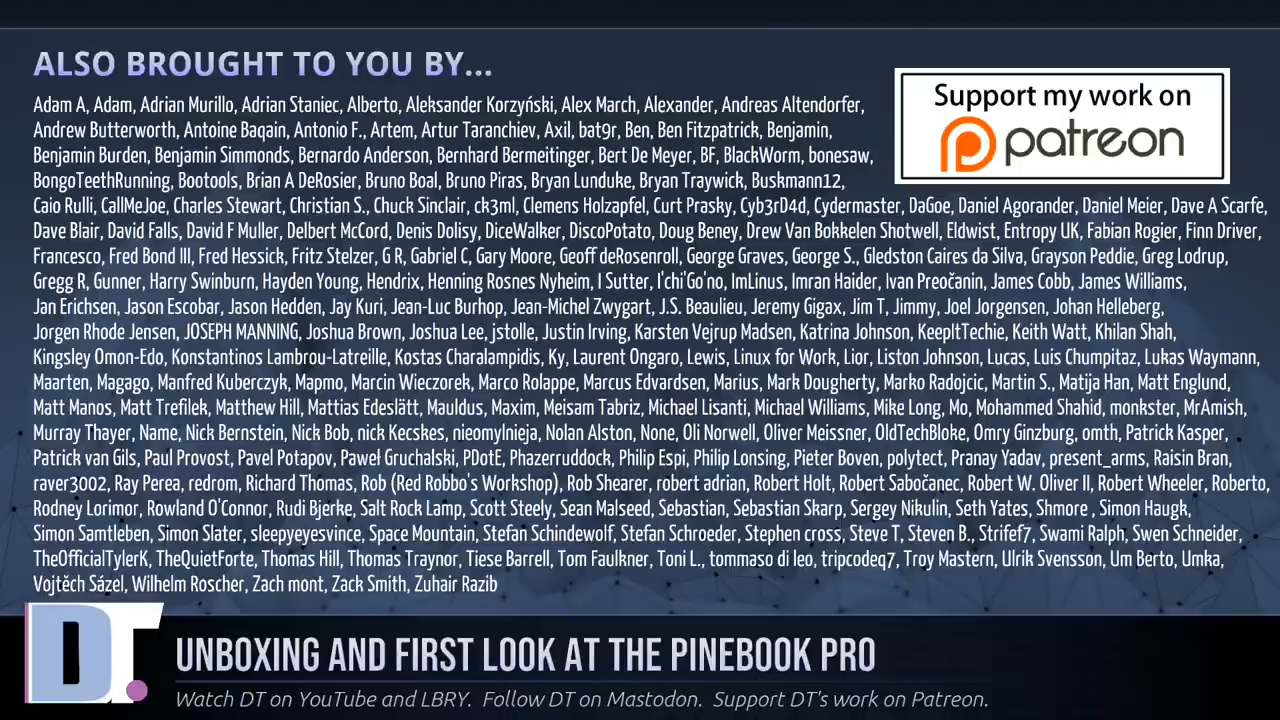 ALSO BROUGHT TO YOU BY...
Adam A, Adam, Adrian Murillo, Adrian Staniec, Alberto, Aleksander Korzyński, Alex March, Alexander, Andreas Altendorfer,
Andrew Butterworth, Antoine Baqain, Antonio F., Artem, Artur Taranchiev, Axil, bat9r, Ben, Ben Fitzpatrick, Benjamin,
Benjamin Burden, Benjamin Simmonds, Bernardo Anderson, Bernhard Bermeitinger, Bert De Meyer, BF, BlackWorm, bonesaw,
BongoTeethRunning, Bootools, Brian A DeRosier, Bruno Boal, Bruno Piras, Bryan Lunduke, Bryan Traywick, Buskmann12,
Caio Rulli, CallMeJoe, Charles Stewart, Christian S., Chuck Sinclair, ck3ml, Clemens Holzapfel, Curt Prasky, Cyb3rD4d, Cydermaster, DaGoe, Daniel Agorander, Daniel Meier, Dave A Scarfe,
Dave Blair, David Falls, David F Muller, Delbert McCord, Denis Dolisy, DiceWalker, DiscoPotato, Doug Beney, Drew Van Bokkelen Shotwell, Eldwist, Entropy UK, Fabian Rogier, Finn Driver,
Francesco, Fred Bond III, Fred Hessick, Fritz Stelzer, G R, Gabriel C, Gary Moore, Geoff deRosenroll, George Graves, George S., Gledston Caires da Silva, Grayson Peddie, Greg Lodrup,
Gregg R, Gunner, Harry Swinburn, Hayden Young, Hendrix, Henning Rosnes Nyheim, I Sutter, I'chi'Go'no, ImLinus, Imran Haider, Ivan Preočanin, James Cobb, James Williams,
Jan Erichsen, Jason Escobar, Jason Hedden, Jay Kuri, Jean-Luc Burhop, Jean-Michel Zwygart, J.S. Beaulieu, Jeremy Gigax, Jim T, Jimmy, Joel Jorgensen, Johan Helleberg,
Jorgen Rhode Jensen, JOSEPH MANNING, Joshua Brown, Joshua Lee, jstolle, Justin Irving, Karsten Vejrup Madsen, Katrina Johnson, KeepItTechie, Keith Watt, Khilan Shah,
Kingsley Omon-Edo, Konstantinos Lambrou-Latreille, Kostas Charalampidis, Ky, Laurent Ongaro, Lewis, Linux for Work, Lior, Liston Johnson, Lucas, Luis Chumpitaz, Lukas Waymann,
Maarten, Magago, Manfred Kuberczyk, Mapmo, Marcin Wieczorek, Marco Rolappe, Marcus Edvardsen, Marius, Mark Dougherty, Marko Radojcic, Martin S., Matija Han, Matt Englund,
Matt Manos, Matt Trefilek, Matthew Hill, Mattias Edeslätt, Mauldus, Maxim, Meisam Tabriz, Michael Lisanti, Michael Williams, Mike Long, Mo, Mohammed Shahid, monkster, MrAmish,
Murray Thayer, Name, Nick Bernstein, Nick Bob, nick Kecskes, nieomylnieja, Nolan Alston, None, Oli Norwell, Oliver Meissner, OldTechBloke, Omry Ginzburg, omth, Patrick Kasper,
Patrick van Gils, Paul Provost, Pavel Potapov, Paweł Gruchalski, PDotE, Phazerruddock, Philip Espi, Philip Lonsing, Pieter Boven, polytect, Pranay Yadav, present_arms, Raisin Bran,
raver3002, Ray Perea, redrom, Richard Thomas, Rob (Red Robbo's Workshop), Rob Shearer, robert adrian, Robert Holt, Robert Sabočanec, Robert W. Oliver II, Robert Wheeler, Roberto,
Rodney Lorimor, Rowland O'Connor, Rudi Bjerke, Salt Rock Lamp, Scott Steely, Sean Malseed, Sebastian, Sebastian Skarp, Sergey Nikulin, Seth Yates, Shmore , Simon Haugk,
Simon Samtleben, Simon Slater, sleepyeyesvince, Space Mountain, Stefan Schindewolf, Stefan Schroeder, Stephen cross, Steve T, Steven B., Strifef7, Swami Ralph, Swen Schneider,
TheOfficialTylerK, TheQuietForte, Thomas Hill, Thomas Traynor, Tiese Barrell, Tom Faulkner, Toni L., tommaso di leo, tripcodeq7, Troy Mastern, Ulrik Svensson, Um Berto, Umka,
Vojtěch Sázel, Wilhelm Roscher, Zach mont, Zack Smith, Zuhair Razib
Support my work on
patreon
DT.
UNBOXING AND FIRST LOOK AT THE PINEBOOK PRO
Watch DT on YouTube and LBRY. Follow DT on Mastodon. Support DT's work on Patreon.